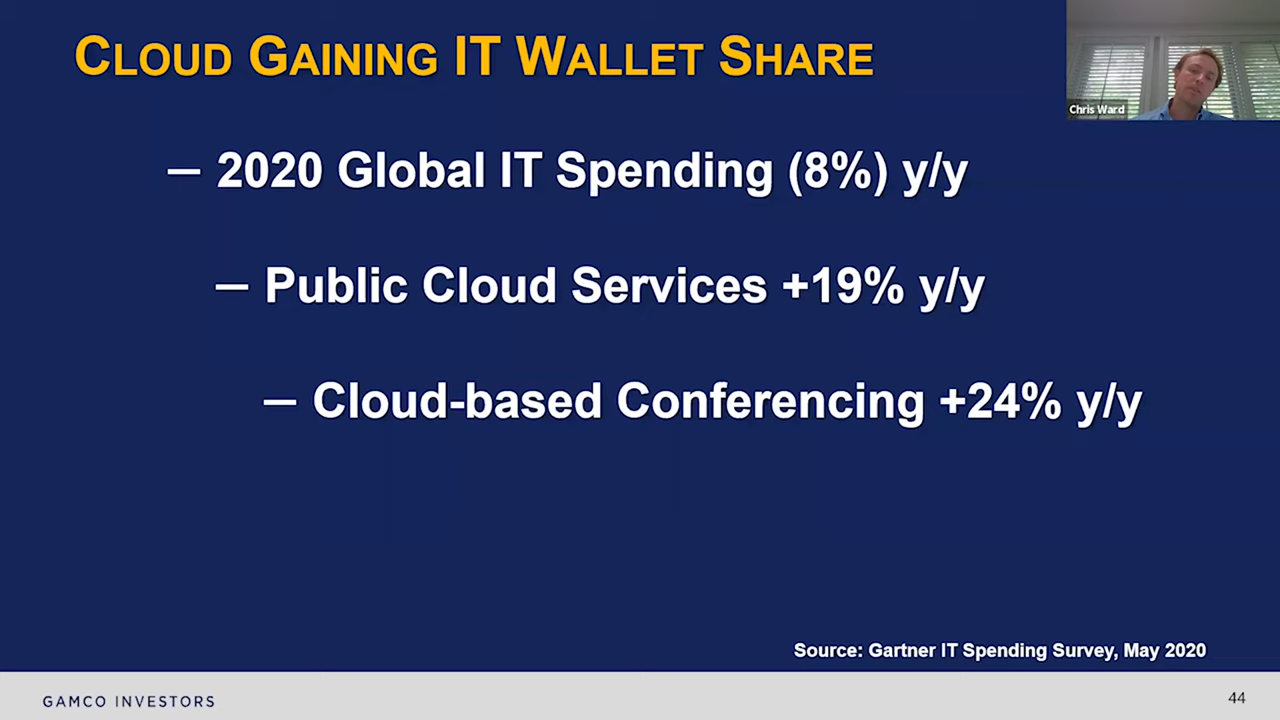 CLOUD GAINING IT WALLET SHARE
Chris Ward
– 2020 Global IT Spending (8%) y/y
– Public Cloud Services +19% y/y
– Cloud-based Conferencing +24% y/y
Source: Gartner IT Spending Survey, May 2020
GAMCO INVESTORS
44